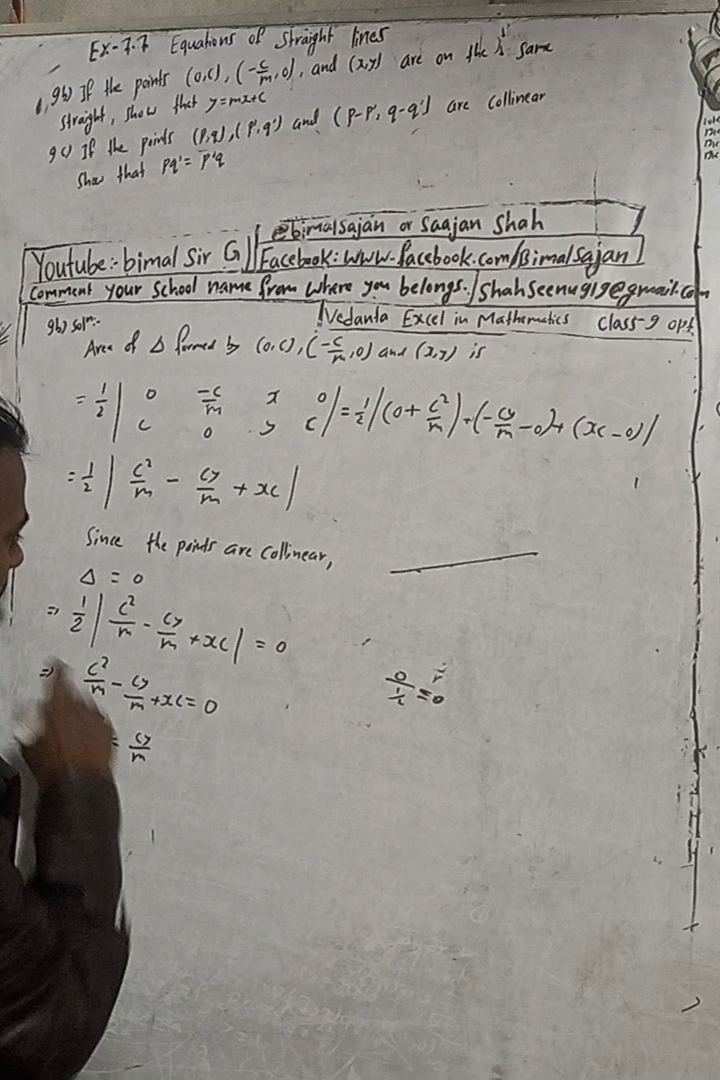 Ex-7.7 Equations of Straight lines
9b) If the points (0,c), (-c/m, 0), and (x,y) are on the same
straight, show that y=mx+c
9c) If the points (p,q), (p',q') and (p-p', q-q') are collinear
Show that pq' = p'q
@bimalsajan or Saajan Shah
Youtube:- bimal Sir G
Facebook: www.facebook.com/Bimalsajan
Comment your School name from where you belongs.
Shahseenu919@gmail.com
Vedanta Excel in Mathematics Class-9 opt
9b) Solⁿ:-
Area of Δ formed by (0,c), (-c/m, 0) and (x,y) is
= 1/2 | 0 -c/m x 0
c 0 y c | = 1/2 |(0 + c²/m) + (-cy/m - 0) + (xc - 0)|
= 1/2 | c²/m - cy/m + xc |
Since the points are collinear,
Δ = 0
⇒ 1/2 | c²/m - cy/m + xc | = 0
⇒ c²/m - cy/m + xc = 0
= cy/m